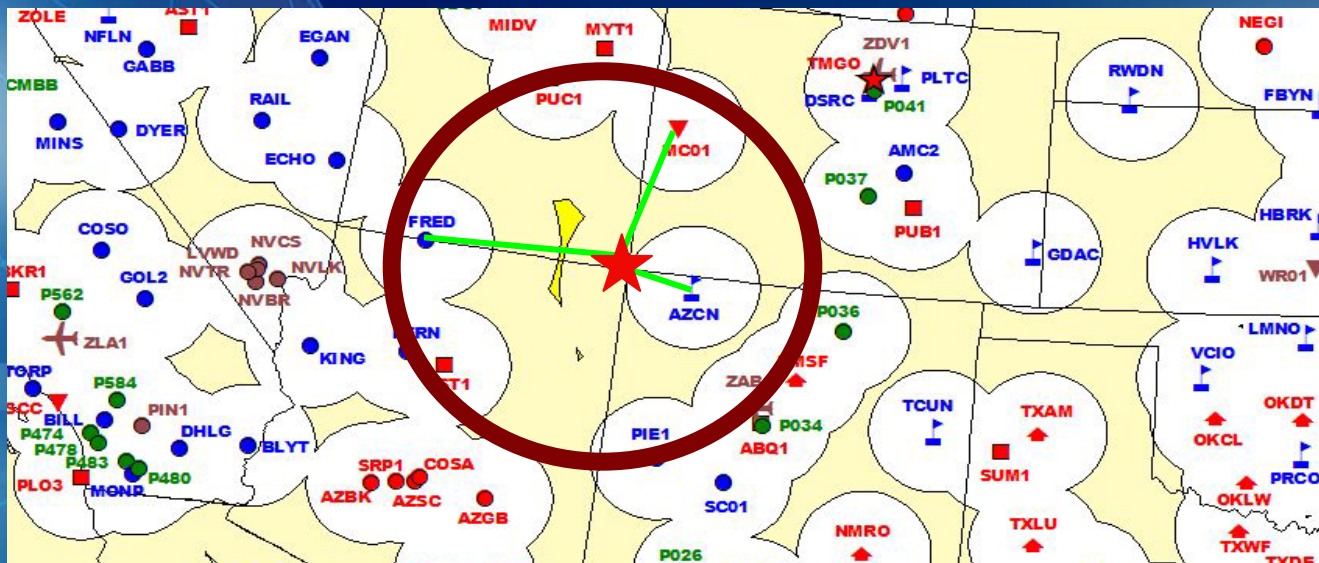 ZOLE
AST1
NFLN
GABB
EGAN
MIDV
MYT1
ZDV1
TMGO
PLTC
DSRC
P041
RWDN
NEGI
FBYN
CMBB
MINS
DYER
RAIL
ECHO
PUC1
MC01
AMC2
P037
PUB1
COSO
GOL2
LVWD
NVCS
NVTR
NVLK
NVBR
FRED
AZCN
GDAC
HVLK
HBRK
WR01
P562
ZLA1
KING
P036
LMNO
VCIO
P584
BILL
PIN1
P474
P478
P483
P480
PLO3
MONP
DHLG
BLYT
PIE1
P034
ABQ1
TCUN
TXAM
SUM1
OKCL
OKDT
PRCO
OKLW
SRP1
COSA
AZBK
AZSC
AZGB
SC01
NMRO
TXLU
TXWF
P026